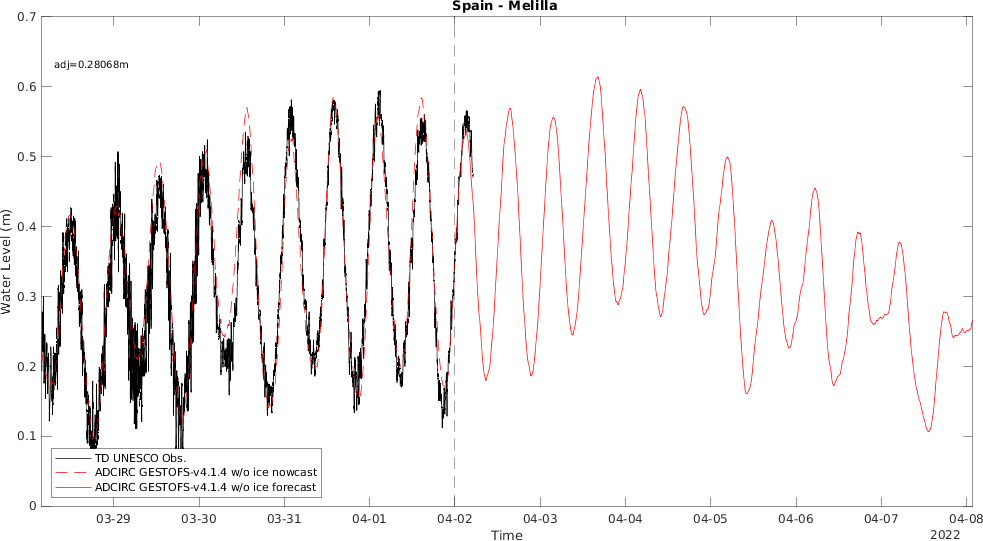 Spain - Melilla
0.7
0.6
0.5
0.4
0.3
0.2
0.1
0
Water Level (m)
adj=0.28068m
TD UNESCO Obs.
ADCIRC GESTOFS-v4.1.4 w/o ice nowcast
ADCIRC GESTOFS-v4.1.4 w/o ice forecast
03-29 03-30 03-31 04-01 04-02 04-03 04-04 04-05 04-06 04-07 04-08
Time
2022